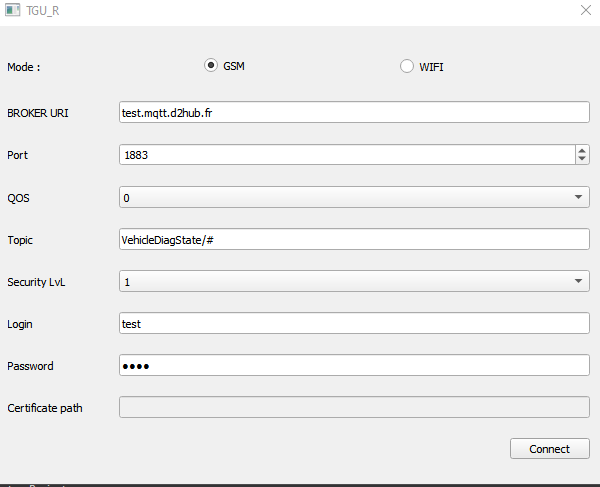 TGU_R
Mode : GSM WIFI
BROKER URI test.mqtt.d2hub.fr
Port 1883
QOS 0
Topic VehicleDiagState/#
Security LvL 1
Login test
Password ●●●●
Certificate path
Connect